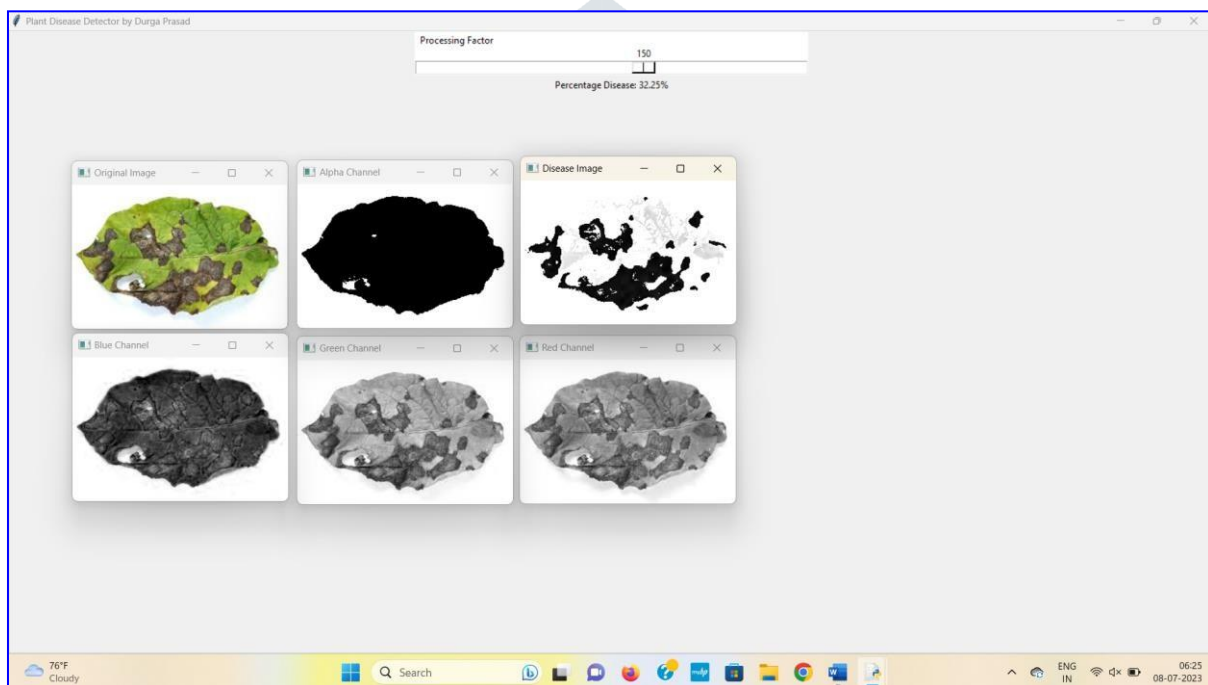 Plant Disease Detector by Durga Prasad
Processing Factor
150
Percentage Disease: 32.25%
Original Image
Alpha Channel
Disease Image
Blue Channel
Green Channel
Red Channel
76°F
Cloudy
Search
ENG
IN
06:25
08-07-2023